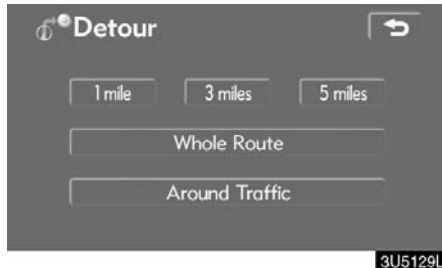 Detour
1 mile 3 miles 5 miles
Whole Route
Around Traffic
3U5129L